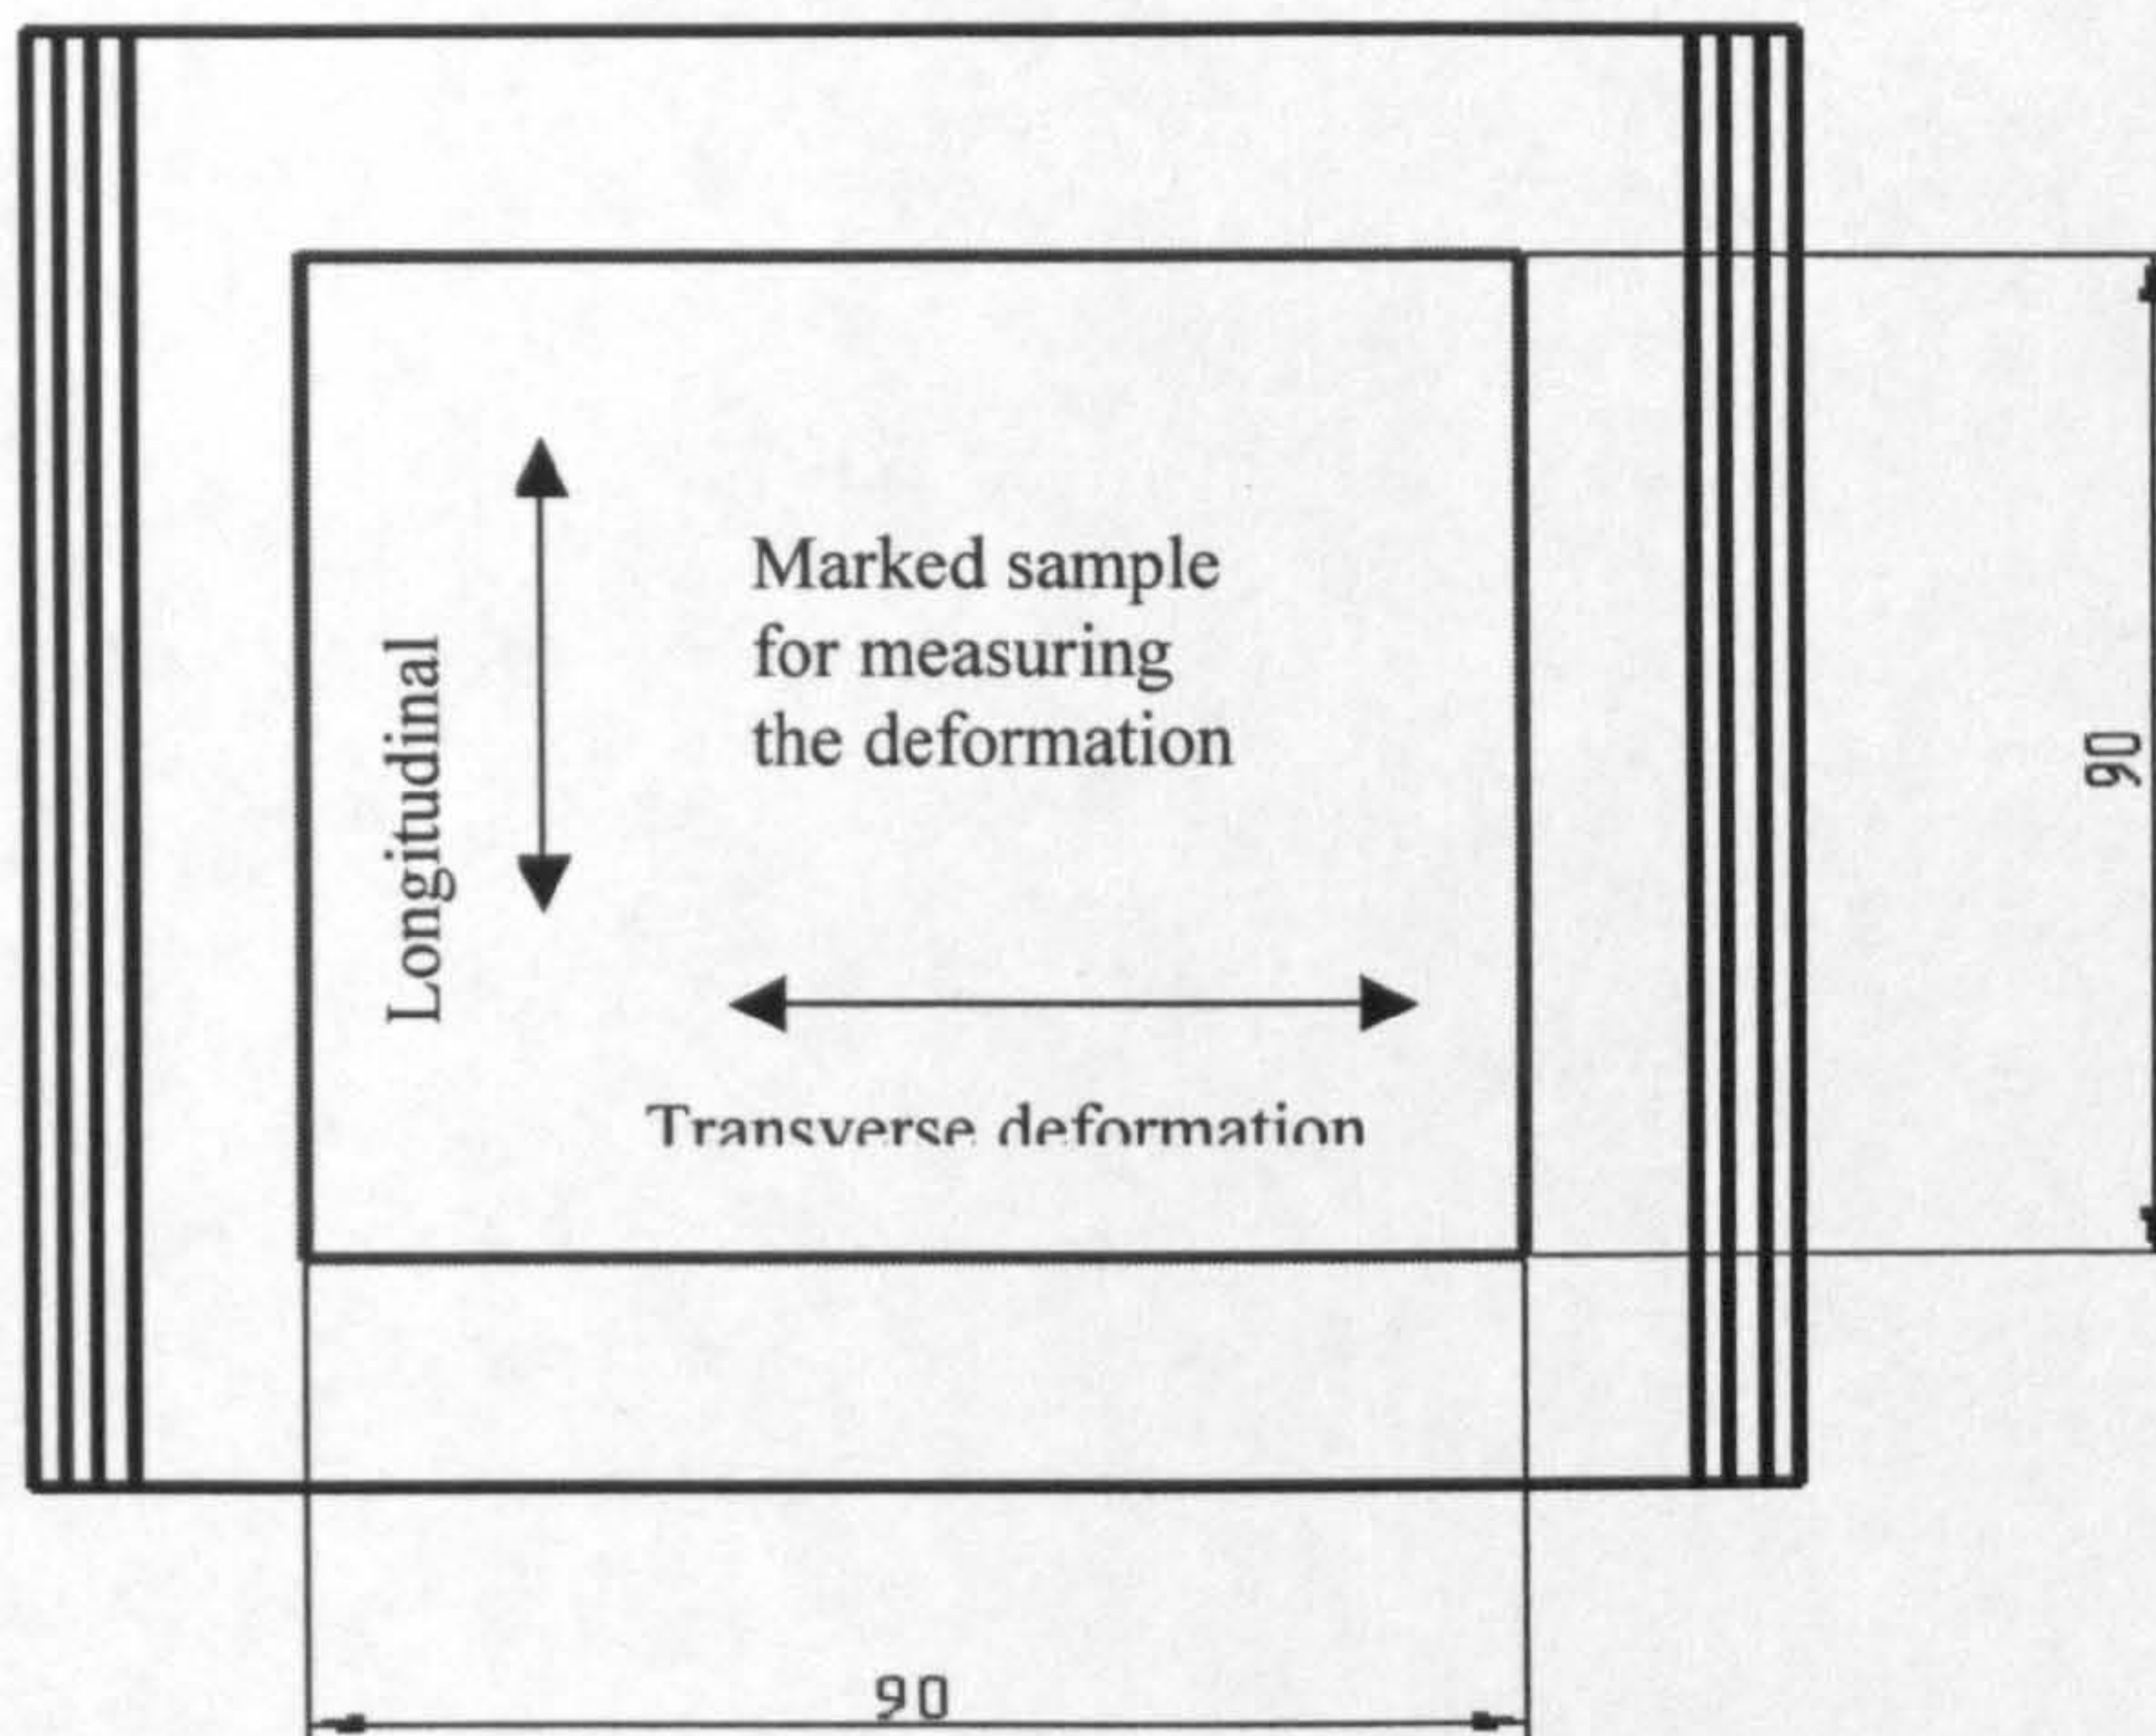 Marked sample
for measuring
the deformation
Longitudinal
Transverse deformation
90
90